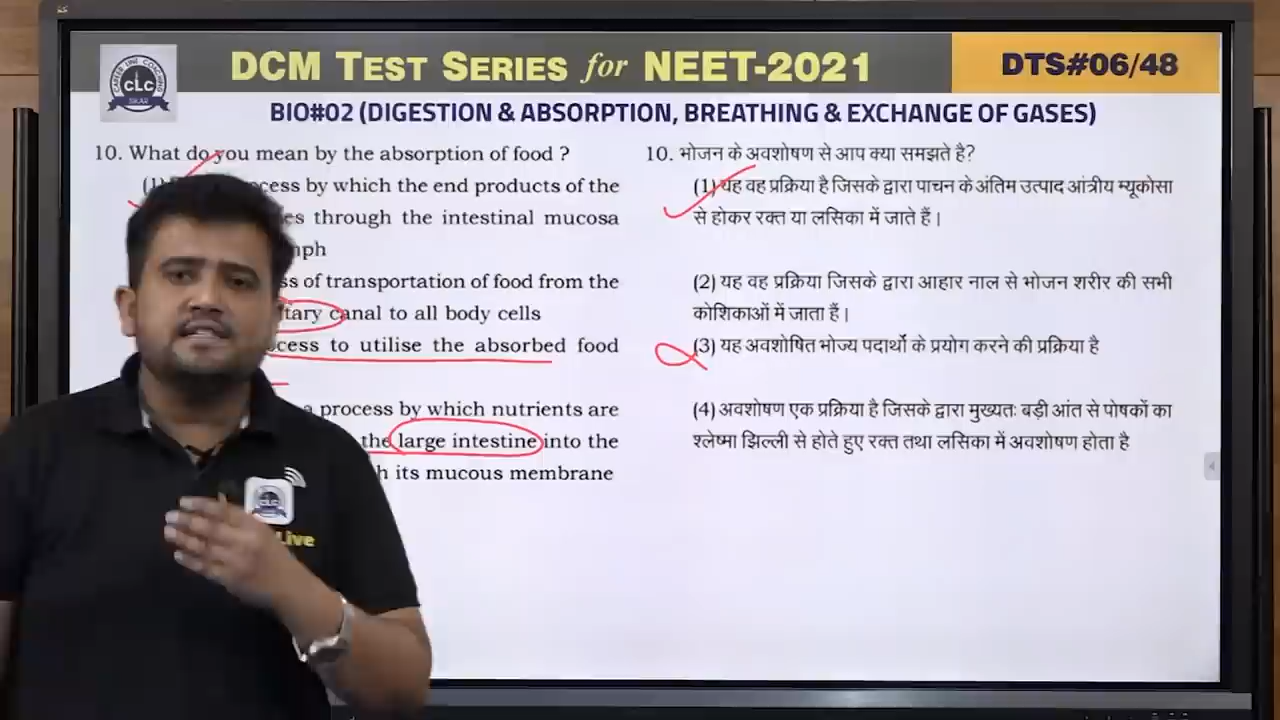 DCM TEST SERIES for NEET-2021
DTS#06/48
CLC
SIKAR
BIO#02 (DIGESTION & ABSORPTION, BREATHING & EXCHANGE OF GASES)
10. What do you mean by the absorption of food ?
(1) process by which the end products of the
through the intestinal mucosa
of transportation of food from the
canal to all body cells
to utilise the absorbed food
a process by which nutrients are
the large intestine into the
its mucous membrane
10. भोजन के अवशोषण से आप क्या समझते है?
(1) यह वह प्रक्रिया है जिसके द्वारा पाचन के अंतिम उत्पाद आंत्रीय म्यूकोसा
से होकर रक्त या लसिका में जाते हैं।
(2) यह वह प्रक्रिया जिसके द्वारा आहार नाल से भोजन शरीर की सभी
कोशिकाओं में जाता हैं।
(3) यह अवशोषित भोज्य पदार्थो के प्रयोग करने की प्रक्रिया है
(4) अवशोषण एक प्रक्रिया है जिसके द्वारा मुख्यतः बड़ी आंत से पोषकों का
श्लेष्मा झिल्ली से होते हुए रक्त तथा लसिका में अवशोषण होता है
CLC
Live